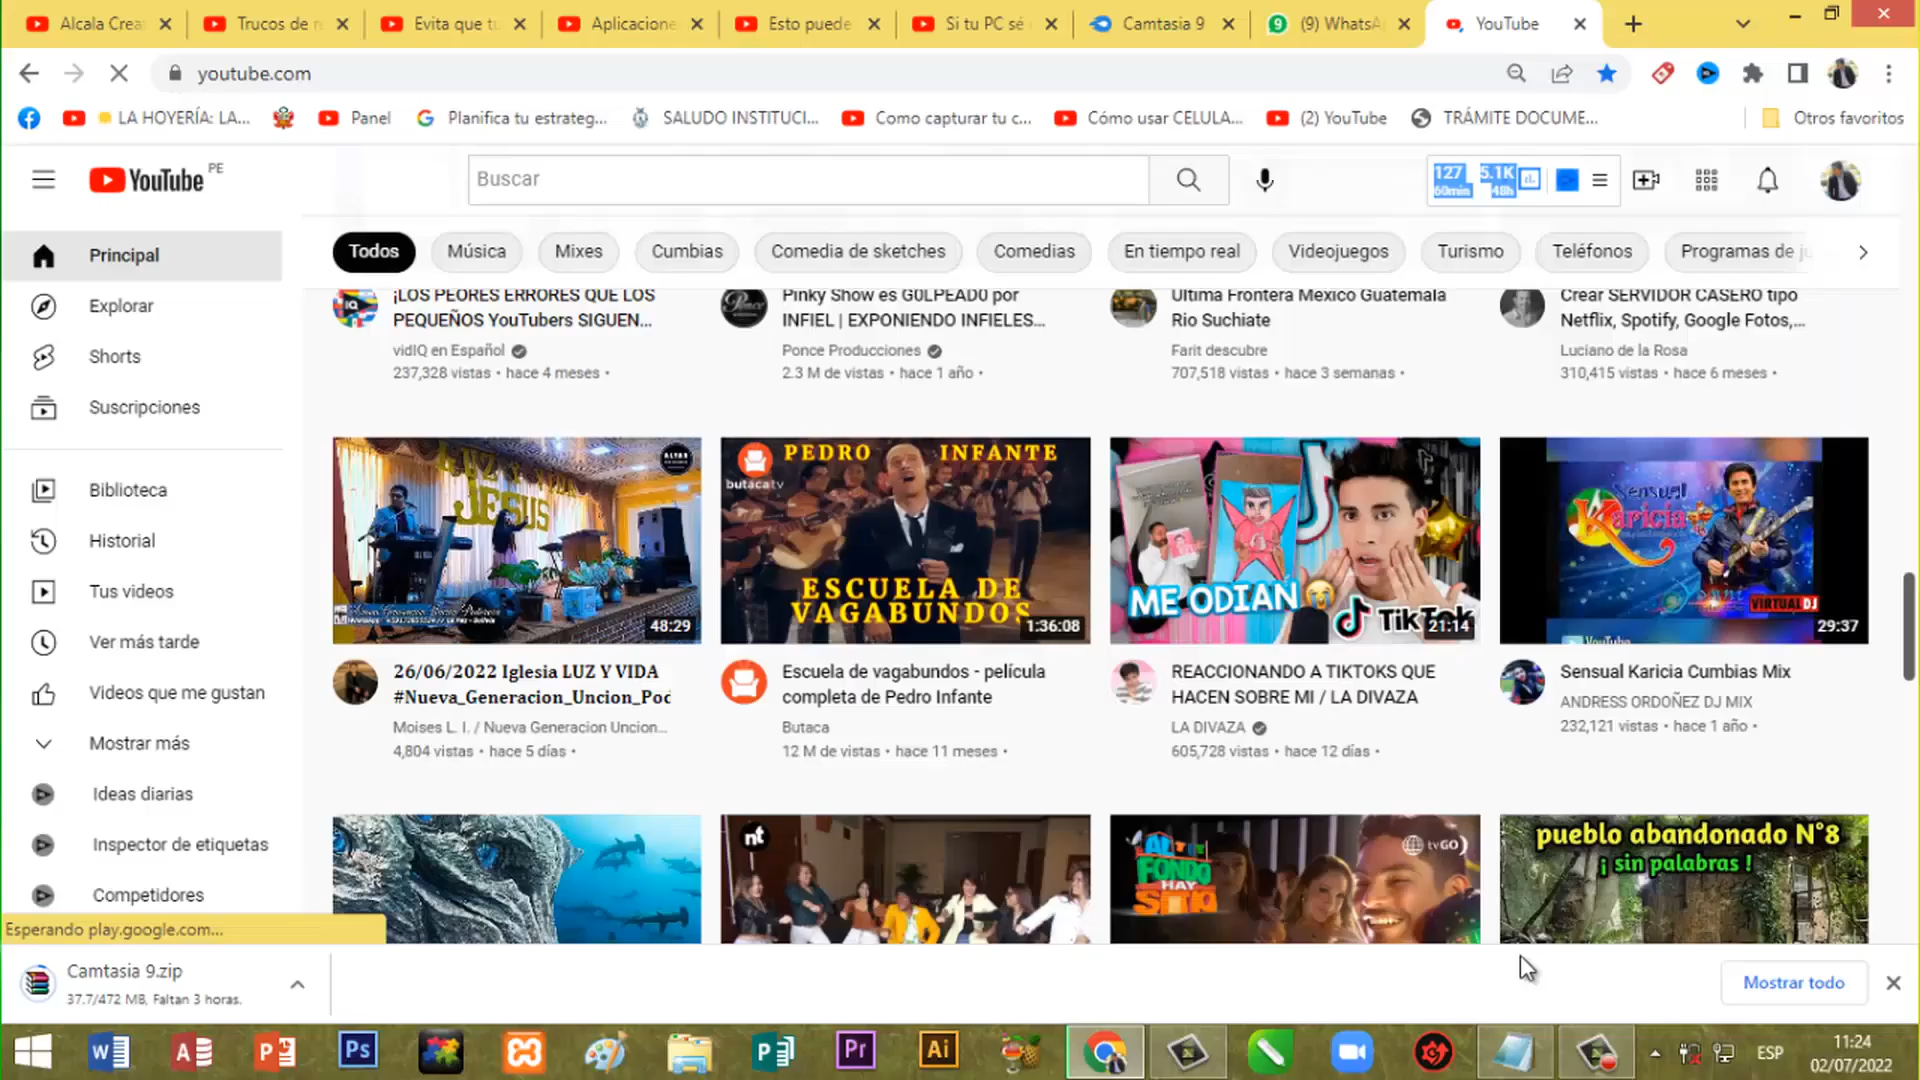 Alcala Crea
Trucos de r
Evita que tu
Aplicacione
Esto puede
Si tu PC sé
Camtasia 9
(9) WhatsA
YouTube
youtube.com
LA HOYERÍA: LA...
Panel
Planifica tu estrateg...
SALUDO INSTITUCI...
Como capturar tu c...
Cómo usar CELULA...
(2) YouTube
TRÁMITE DOCUME...
Otros favoritos
YouTube PE
Buscar
127 5.1K
60min 48h
Todos
Música
Mixes
Cumbias
Comedia de sketches
Comedias
En tiempo real
Videojuegos
Turismo
Teléfonos
Programas de ju
Principal
Explorar
Shorts
Suscripciones
Biblioteca
Historial
Tus videos
Ver más tarde
Videos que me gustan
Mostrar más
Ideas diarias
Inspector de etiquetas
Competidores
¡LOS PEORES ERRORES QUE LOS
PEQUEÑOS YouTubers SIGUEN...
vidIQ en Español
237,328 vistas • hace 4 meses •
Pinky Show es G0LPEAD0 por
INFIEL | EXPONIENDO INFIELES...
Ponce Producciones
2.3 M de vistas • hace 1 año •
Ultima Frontera Mexico Guatemala
Rio Suchiate
Farit descubre
707,518 vistas • hace 3 semanas •
Crear SERVIDOR CASERO tipo
Netflix, Spotify, Google Fotos,...
Luciano de la Rosa
310,415 vistas • hace 6 meses •
JESUS
48:29
PEDRO INFANTE
butacatv
ESCUELA DE
VAGABUNDOS
1:36:08
ME ODIAN
TikTok
21:14
Sensual
Karicia
VIRTUAL DJ
YouTube
29:37
26/06/2022 Iglesia LUZ Y VIDA
#Nueva_Generacion_Uncion_Pod
Moises L. I. / Nueva Generacion Uncion...
4,804 vistas • hace 5 días •
Escuela de vagabundos - película
completa de Pedro Infante
Butaca
12 M de vistas • hace 11 meses •
REACCIONANDO A TIKTOKS QUE
HACEN SOBRE MI / LA DIVAZA
LA DIVAZA
605,728 vistas • hace 12 días •
Sensual Karicia Cumbias Mix
ANDRESS ORDOÑEZ DJ MIX
232,121 vistas • hace 1 año •
nt
AL
FONDO
HAY
SITIO
tvGO
pueblo abandonado N°8
¡ sin palabras !
Esperando play.google.com...
Camtasia 9.zip
37.7/472 MB, Faltan 3 horas.
Mostrar todo
ESP
11:24
02/07/2022